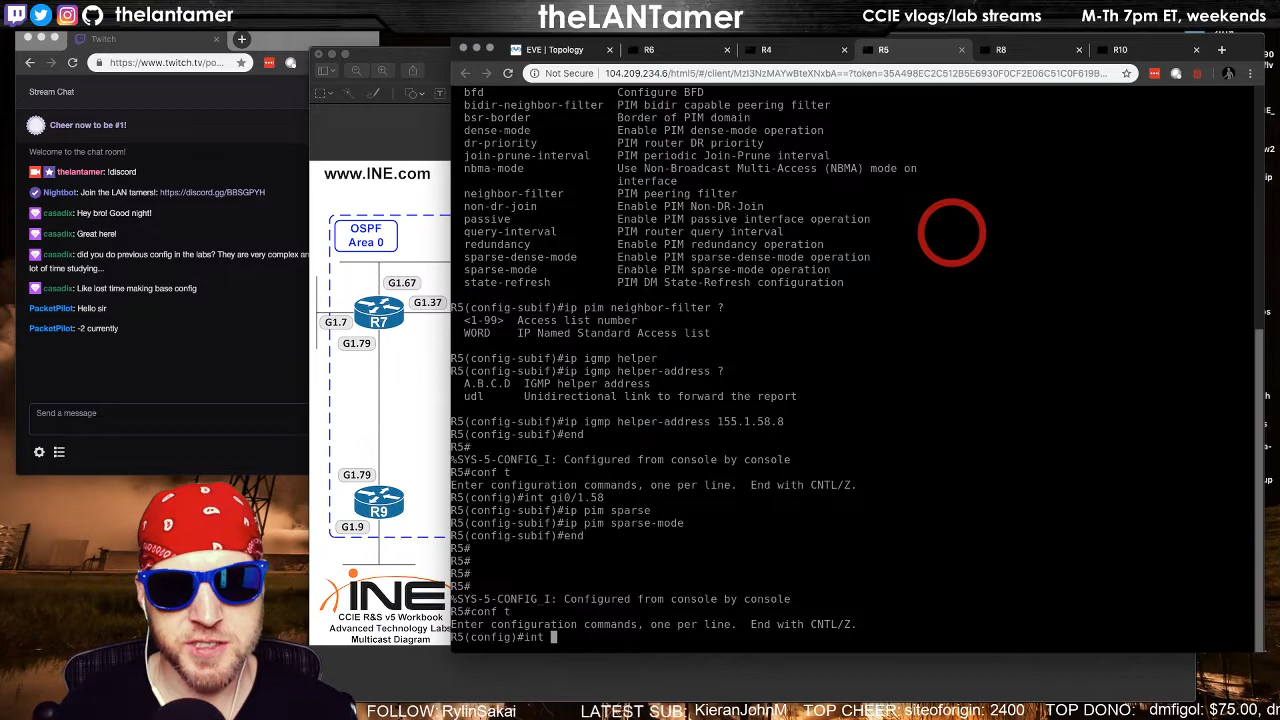 thelantamer
theLANTamer
CCIE vlogs/lab streams
M-Th 7pm ET, weekends
Twitch
https://www.twitch.tv/po...
Stream Chat
Cheer now to be #1!
Welcome to the chat room!
thelantamer: !discord
Nightbot: Join the LAN tamers!: https://discord.gg/BBSGPYH
casadix: Hey bro! Good night!
casadix: Great here!
casadix: did you do previous config in the labs? They are very complex an
lot of time studying...
casadix: Like lost time making base config
PacketPilot: Hello sir
PacketPilot: -2 currently
Send a message
www.INE.com
OSPF
Area 0
G1.67
G1.37
R7
G1.7
G1.79
G1.79
R9
G1.9
INE
CCIE R&S v5 Workbook
Advanced Technology Labs
Multicast Diagram
EVE | Topology
R6
R4
R5
R8
R10
Not Secure
bfd Configure BFD
bidir-neighbor-filter PIM bidir capable peering filter
bsr-border Border of PIM domain
dense-mode Enable PIM dense-mode operation
dr-priority PIM router DR priority
join-prune-interval PIM periodic Join-Prune interval
nbma-mode Use Non-Broadcast Multi-Access (NBMA) mode on
interface
neighbor-filter PIM peering filter
non-dr-join Enable PIM Non-DR-Join
passive Enable PIM passive interface operation
query-interval PIM router query interval
redundancy Enable PIM redundancy operation
sparse-dense-mode Enable PIM sparse-dense-mode operation
sparse-mode Enable PIM sparse-mode operation
state-refresh PIM DM State-Refresh configuration
R5(config-subif)#ip pim neighbor-filter ?
<1-99> Access list number
WORD IP Named Standard Access list
R5(config-subif)#ip igmp helper
R5(config-subif)#ip igmp helper-address ?
A.B.C.D IGMP helper address
udl Unidirectional link to forward the report
R5(config-subif)#ip igmp helper-address 155.1.58.8
R5(config-subif)#end
R5#
%SYS-5-CONFIG_I: Configured from console by console
R5#conf t
Enter configuration commands, one per line. End with CNTL/Z.
R5(config)#int gi0/1.58
R5(config-subif)#ip pim sparse
R5(config-subif)#ip pim sparse-mode
R5(config-subif)#end
R5#
R5#
R5#
R5#
%SYS-5-CONFIG_I: Configured from console by console
R5#conf t
Enter configuration commands, one per line. End with CNTL/Z.
R5(config)#int
FOLLOW: RylinSakai
LATEST SUB: KieranJohnM
TOP CHEER: siteoforigin: 2400
TOP DONO: dmfigol: $75.00, d